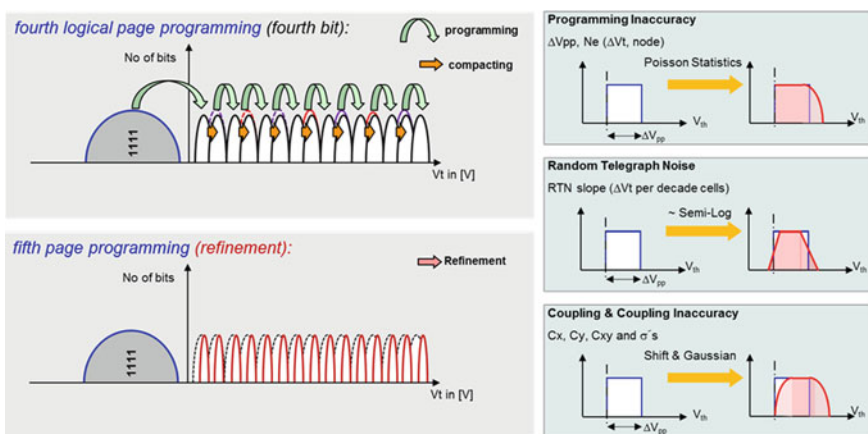 fourth logical page programming (fourth bit):
No of bits
programming
compacting
1111
Vt in [V]
fifth page programming (refinement):
No of bits
Refinement
1111
Vt in [V]
Programming Inaccuracy
ΔVpp, Ne (ΔVt, node)
Poisson Statistics
I
I
Vth
Vth
ΔVpp
Random Telegraph Noise
RTN slope (ΔVt per decade cells)
~ Semi-Log
I
I
Vth
Vth
ΔVpp
Coupling & Coupling Inaccuracy
Cx, Cy, Cxy and σ´s
Shift & Gaussian
I
I
Vth
Vth
ΔVpp